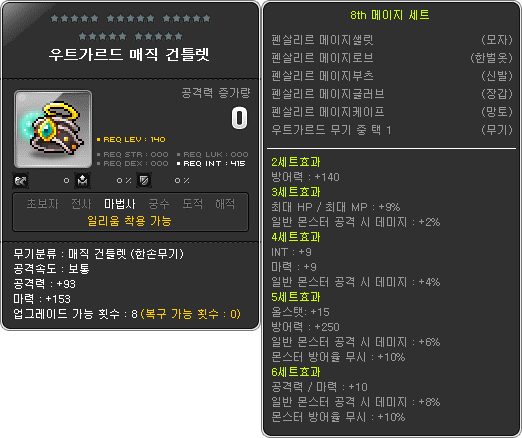 우트가르드 매직 건틀렛
공격력 증가량
0
REQ LEV : 140
REQ STR : 000 REQ LUK : 000
REQ DEX : 000 REQ INT : 415
0 0 % 0 %
초보자 전사 마법사 궁수 도적 해적
일리움 착용 가능
무기분류 : 매직 건틀렛 (한손무기)
공격속도 : 보통
공격력 : +93
마력 : +153
업그레이드 가능 횟수 : 8 (복구 가능 횟수 : 0)
8th 메이지 세트
펜살리르 메이지샐릿 (모자)
펜살리르 메이지로브 (한벌옷)
펜살리르 메이지부츠 (신발)
펜살리르 메이지글러브 (장갑)
펜살리르 메이지케이프 (망토)
우트가르드 무기 중 택 1 (무기)
2세트효과
방어력 : +140
3세트효과
최대 HP / 최대 MP : +9%
일반 몬스터 공격 시 데미지 : +2%
4세트효과
INT : +9
마력 : +9
일반 몬스터 공격 시 데미지 : +4%
5세트효과
올스탯: +15
방어력 : +250
일반 몬스터 공격 시 데미지 : +6%
몬스터 방어율 무시 : +10%
6세트효과
공격력 / 마력 : +10
일반 몬스터 공격 시 데미지 : +8%
몬스터 방어율 무시 : +10%